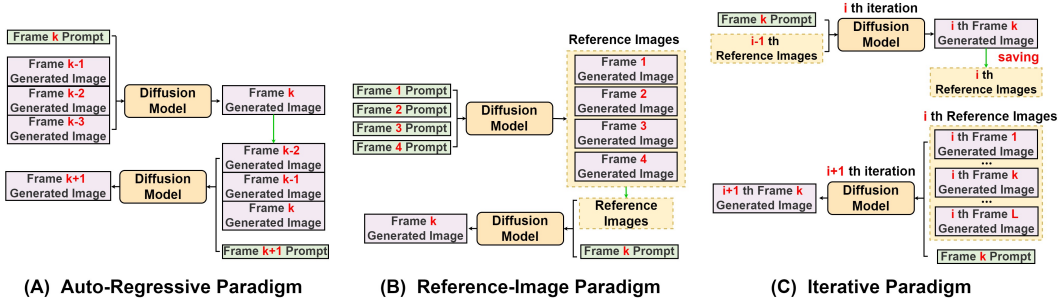 Frame k Prompt
Frame k-1
Generated Image
Frame k-2
Generated Image
Frame k-3
Generated Image
Diffusion
Model
Frame k
Generated Image
Frame k-2
Generated Image
Frame k-1
Generated Image
Frame k
Generated Image
Frame k+1 Prompt
Diffusion
Model
Frame k+1
Generated Image
(A) Auto-Regressive Paradigm
Frame 1 Prompt
Frame 2 Prompt
Frame 3 Prompt
Frame 4 Prompt
Diffusion
Model
Reference Images
Frame 1
Generated Image
Frame 2
Generated Image
Frame 3
Generated Image
Frame 4
Generated Image
Reference
Images
Frame k Prompt
Diffusion
Model
Frame k
Generated Image
(B) Reference-Image Paradigm
i th iteration
Frame k Prompt
i-1 th
Reference Images
Diffusion
Model
i th Frame k
Generated Image
saving
i th
Reference Images
i th Reference Images
i th Frame 1
Generated Image
...
i th Frame k
Generated Image
...
i th Frame L
Generated Image
Frame k Prompt
i+1 th iteration
Diffusion
Model
i+1 th Frame k
Generated Image
(C) Iterative Paradigm